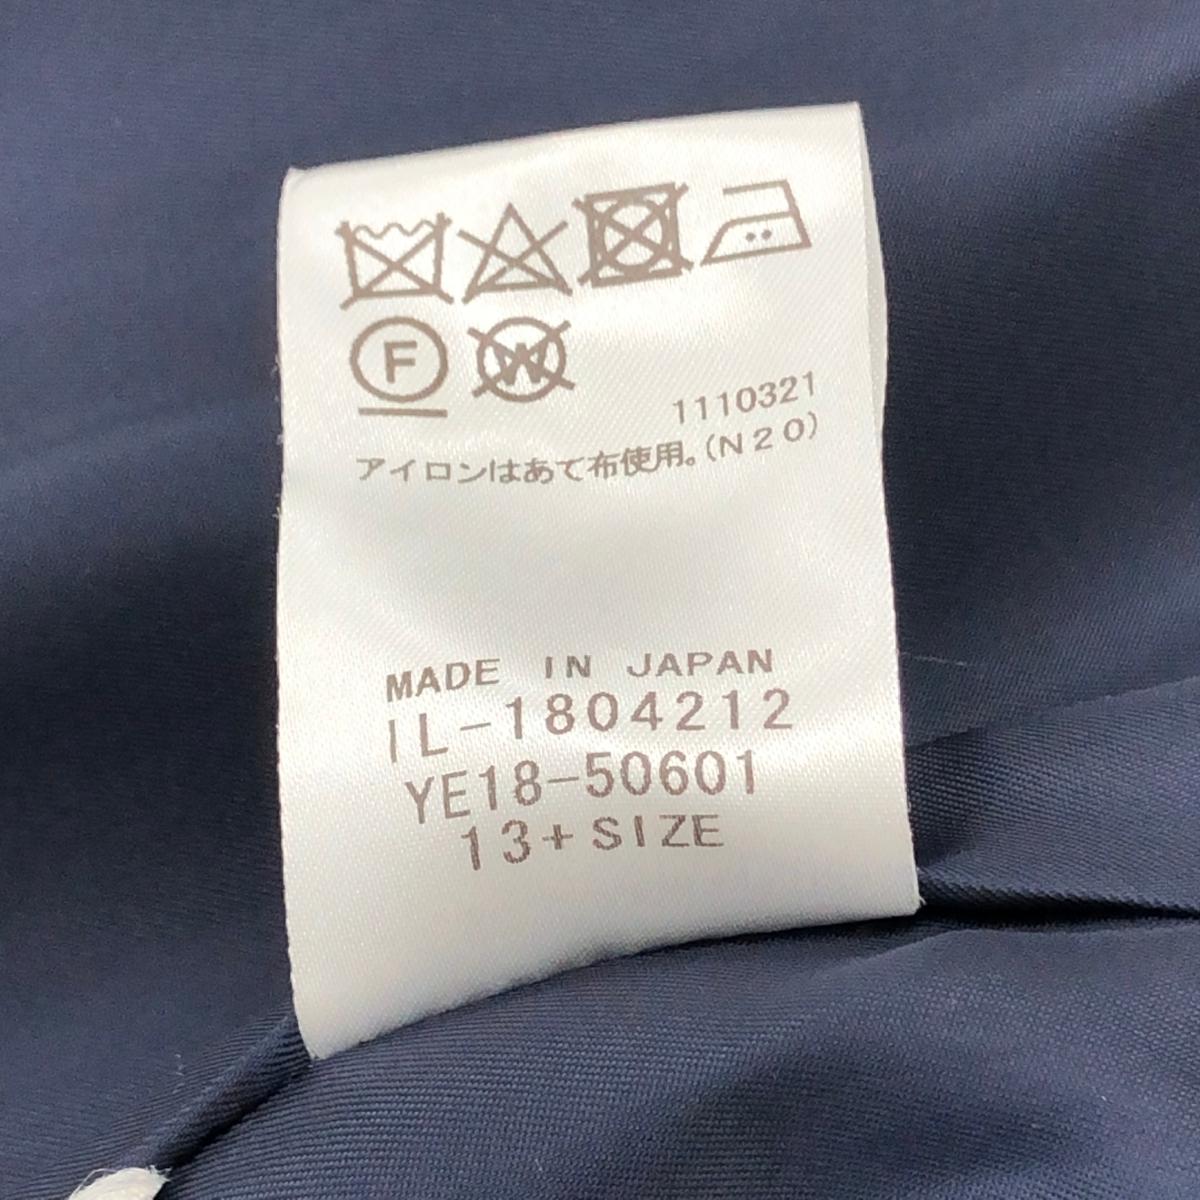 F W
1110321
アイロンはあて布使用。(N20)
MADE IN JAPAN
IL-1804212
YE18-50601
13+SIZE